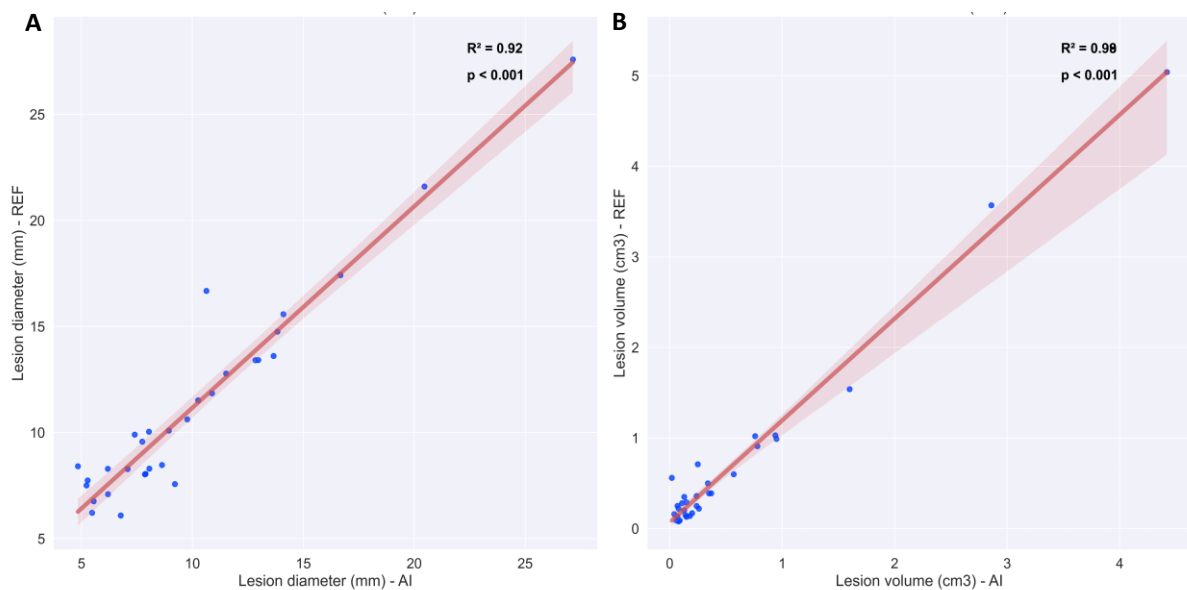 A
R² = 0.92
p < 0.001
25
20
15
10
5
Lesion diameter (mm) - REF
5
10
15
20
25
Lesion diameter (mm) - AI
B
R² =
p < 0.001
5
4
3
2
1
0
Lesion volume (cm3) - REF
0
1
2
3
4
Lesion volume (cm3) - AI